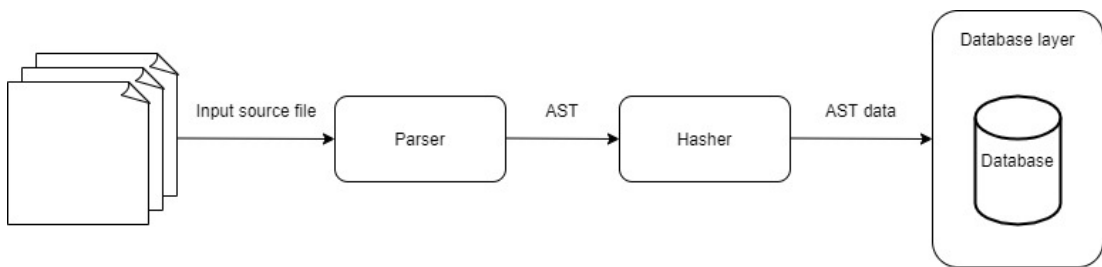 Input source file
Parser
AST
Hasher
AST data
Database layer
Database